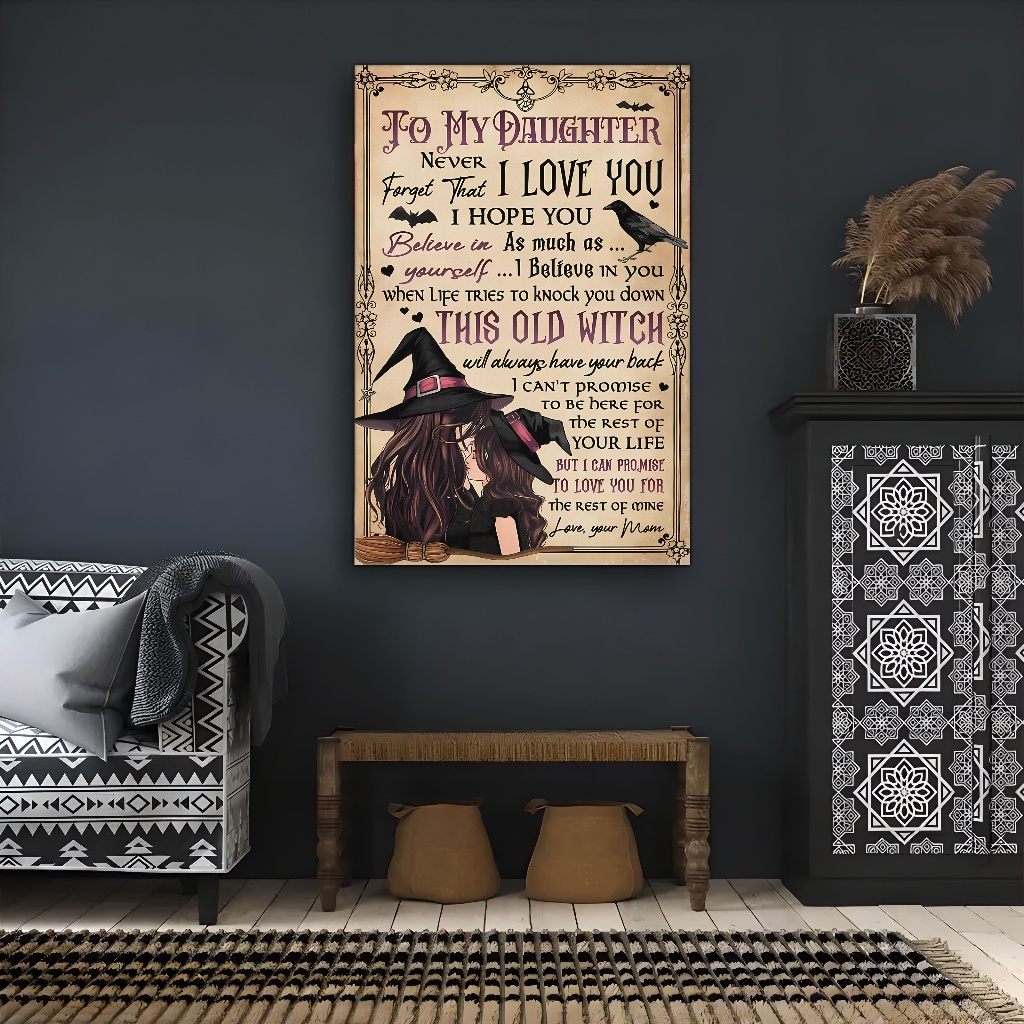 To My Daughter
Never
Forget That I LOVE YOU
I HOPE YOU
Believe in As much as ...
yourself ...I Believe IN YOU
when Life tries to knock you down
THIS OLD WITCH
will always have your back
I CAN'T PROMISE
TO BE HERE FOR
THE REST OF
YOUR LIFE
BUT I CAN PROMISE
TO LOVE YOU FOR
THE REST OF MINE
Love, your Mom